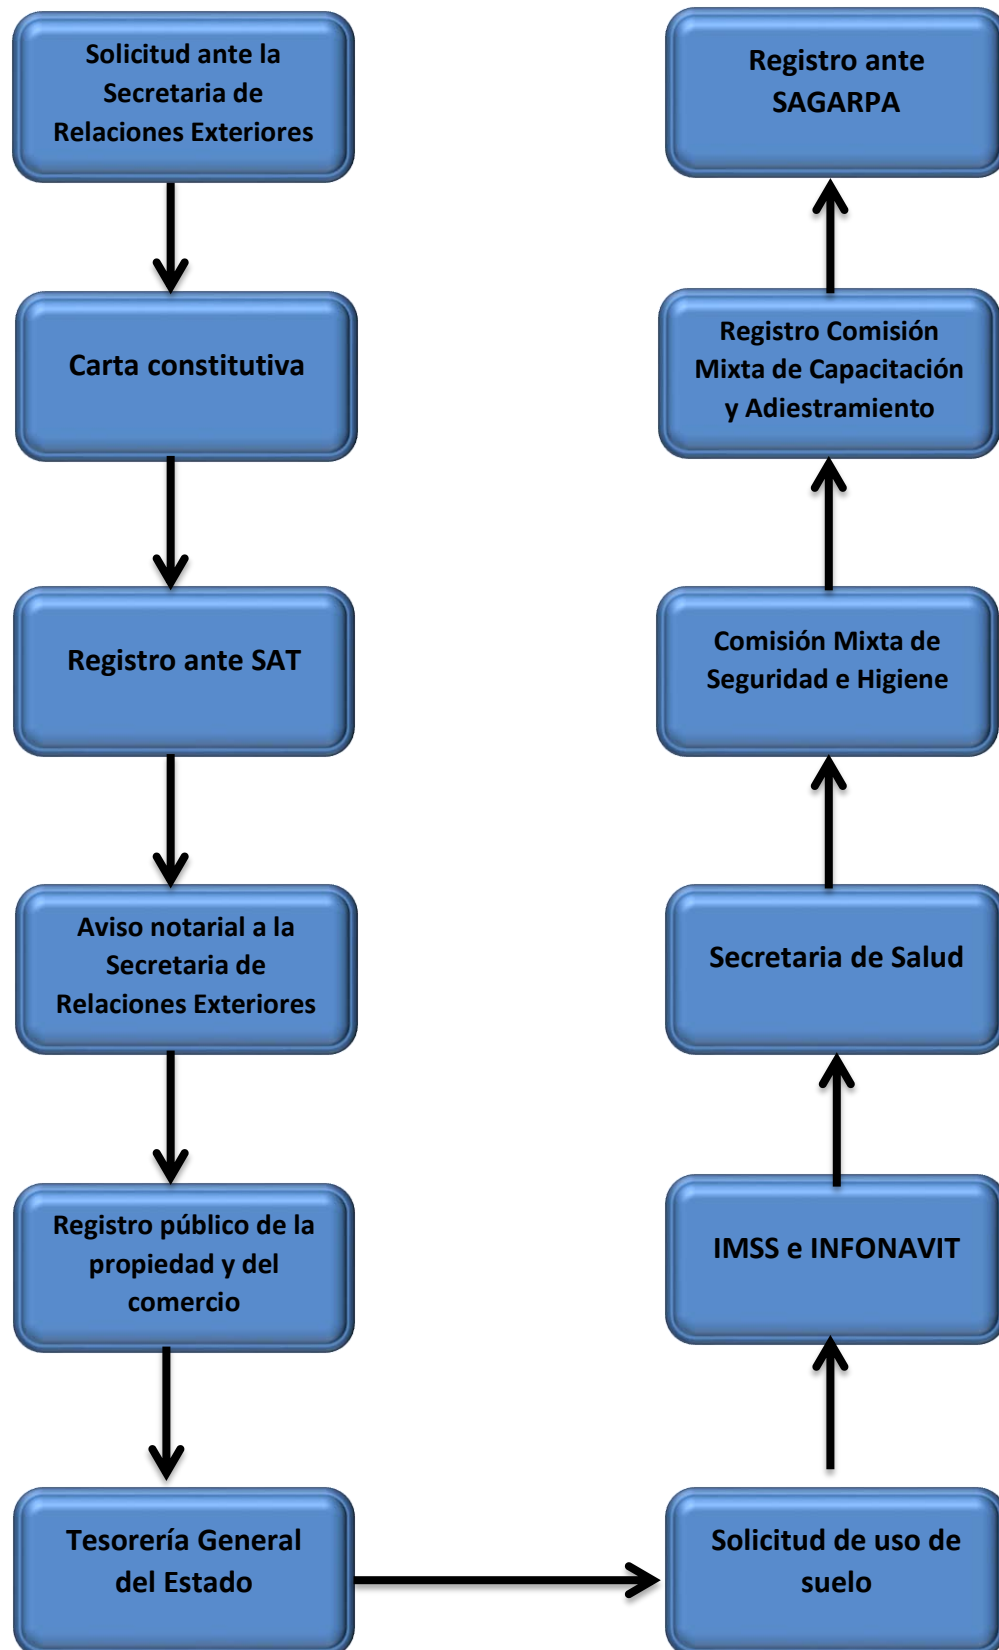 Solicitud ante la
Secretaria de
Relaciones Exteriores
Carta constitutiva
Registro ante SAT
Aviso notarial a la
Secretaria de
Relaciones Exteriores
Registro público de la
propiedad y del
comercio
Tesorería General
del Estado
Solicitud de uso de
suelo
IMSS e INFONAVIT
Secretaria de Salud
Comisión Mixta de
Seguridad e Higiene
Registro Comisión
Mixta de Capacitación
y Adiestramiento
Registro ante
SAGARPA